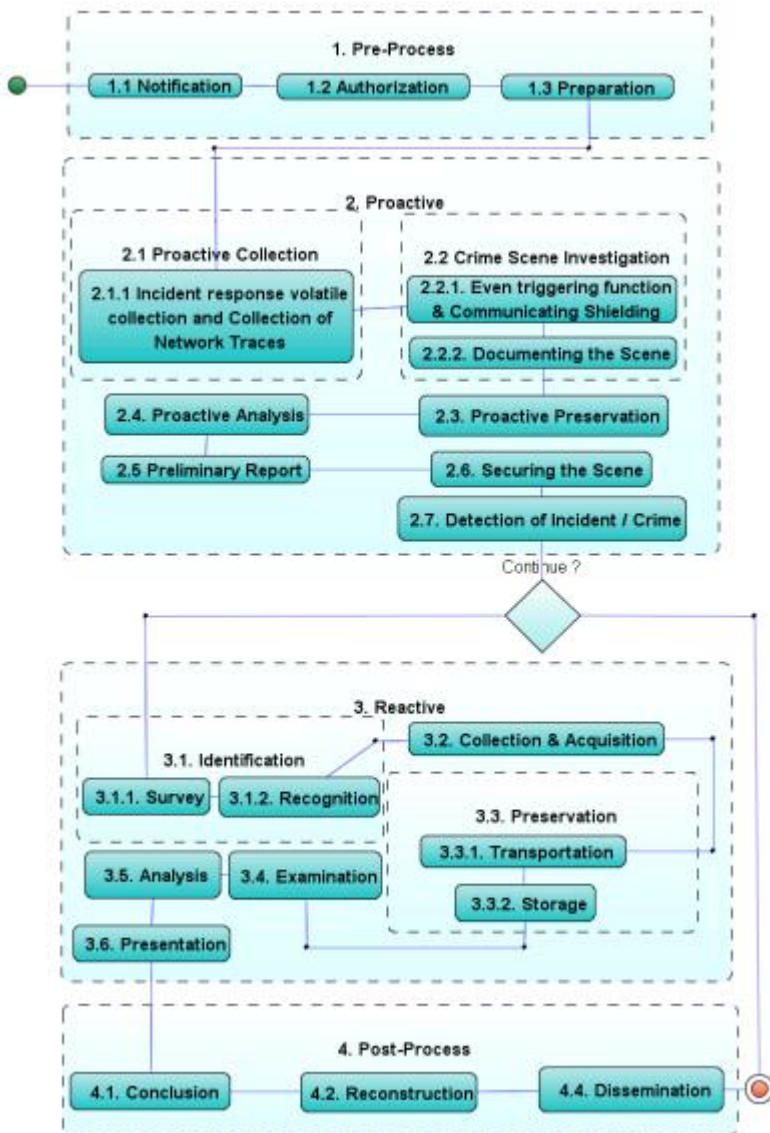 1. Pre-Process
1.1 Notification
1.2 Authorization
1.3 Preparation
2. Proactive
2.1 Proactive Collection
2.1.1 Incident response volatile
collection and Collection of
Network Traces
2.2 Crime Scene Investigation
2.2.1. Even triggering function
& Communicating Shielding
2.2.2. Documenting the Scene
2.4. Proactive Analysis
2.3. Proactive Preservation
2.5 Preliminary Report
2.6. Securing the Scene
2.7. Detection of Incident / Crime
Continue ?
3. Reactive
3.1. Identification
3.1.1. Survey
3.1.2. Recognition
3.2. Collection & Acquisition
3.3. Preservation
3.3.1. Transportation
3.3.2. Storage
3.5. Analysis
3.4. Examination
3.6. Presentation
4. Post-Process
4.1. Conclusion
4.2. Reconstruction
4.4. Dissemination